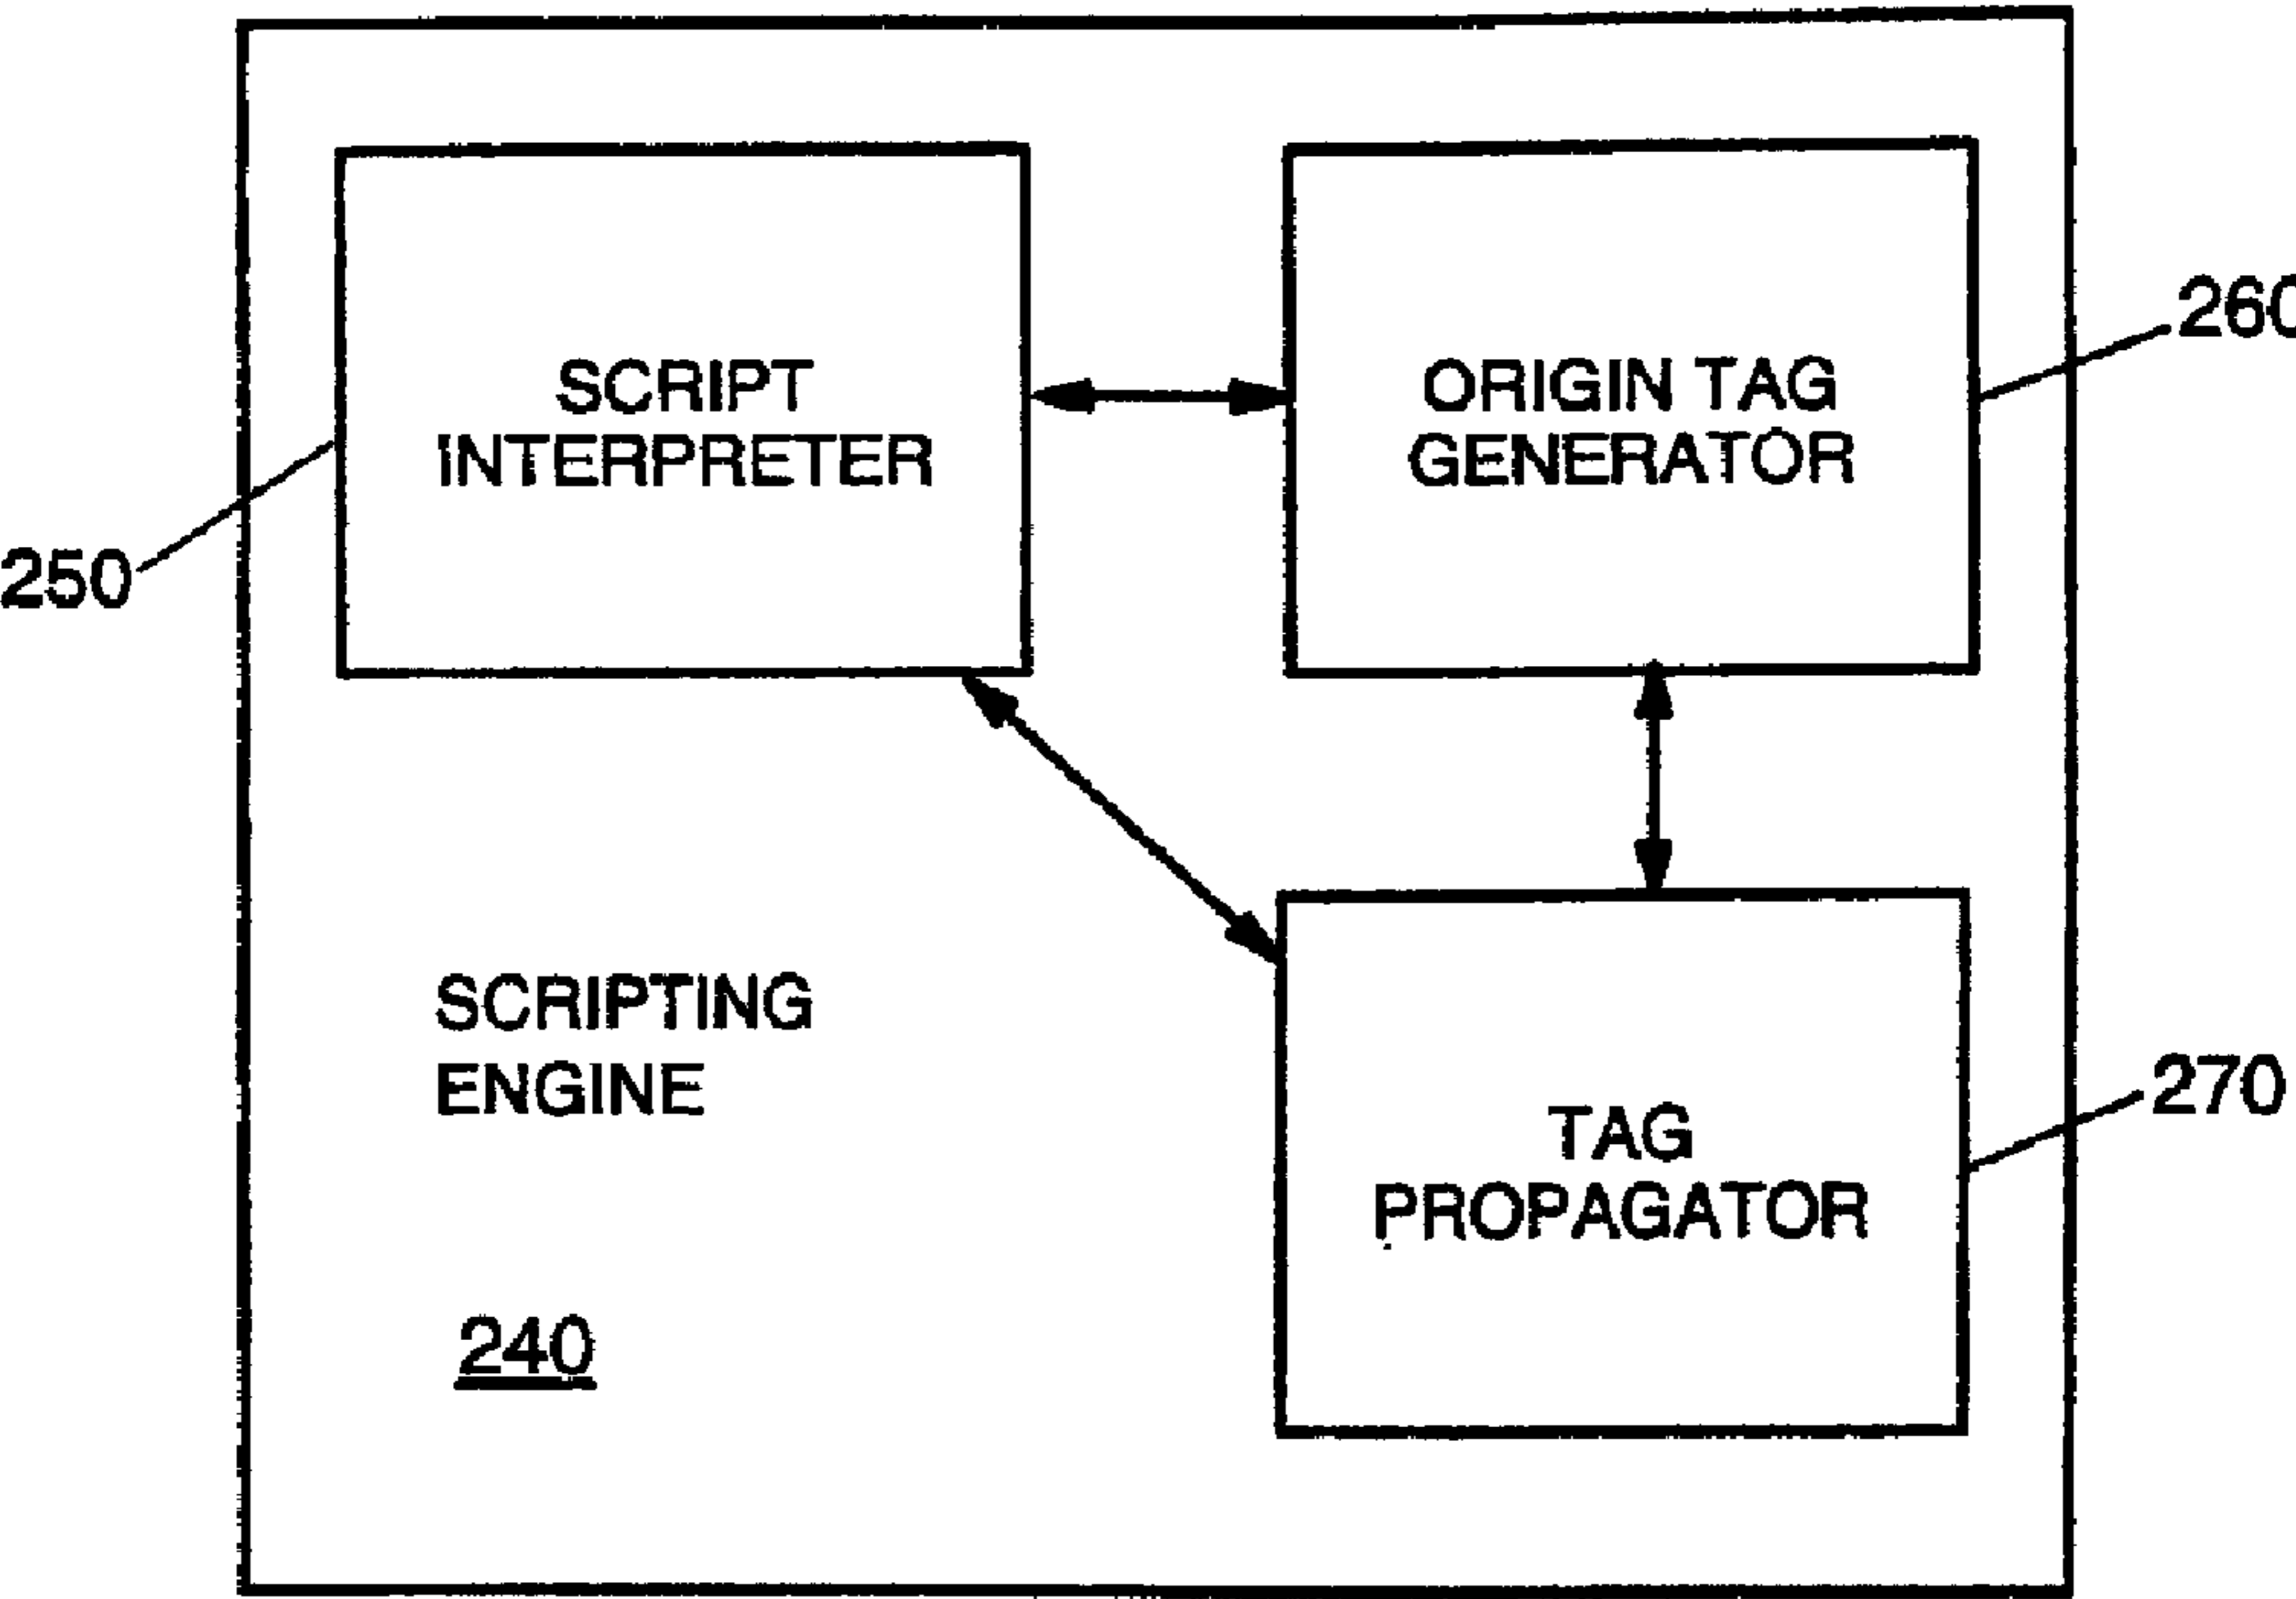 SCRIPT
INTERPRETER
ORIGIN TAG
GENERATOR
260
250
SCRIPTING
ENGINE
240
TAG
PROPAGATOR
270